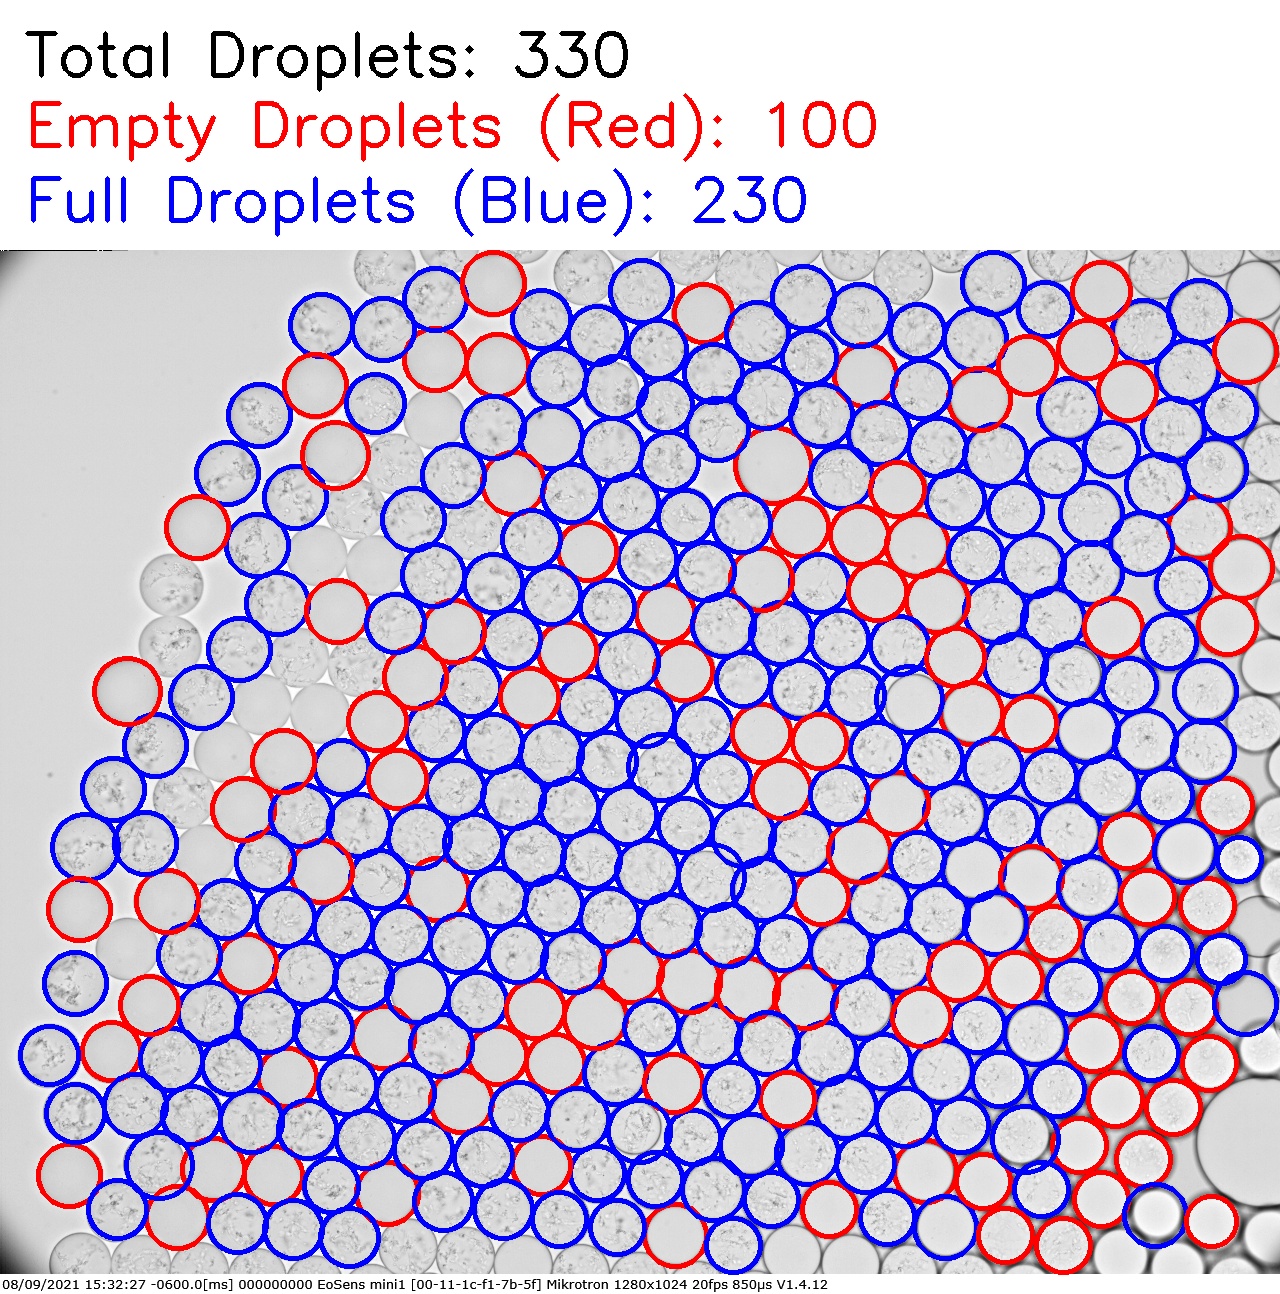 Total Droplets: 330
Empty Droplets (Red): 100
Full Droplets (Blue): 230
08/09/2021 15:32:27 -0600.0[ms] 000000000 EoSens mini1 [00-11-1c-f1-7b-5f] Mikrotron 1280x1024 20fps 850µs V1.4.12